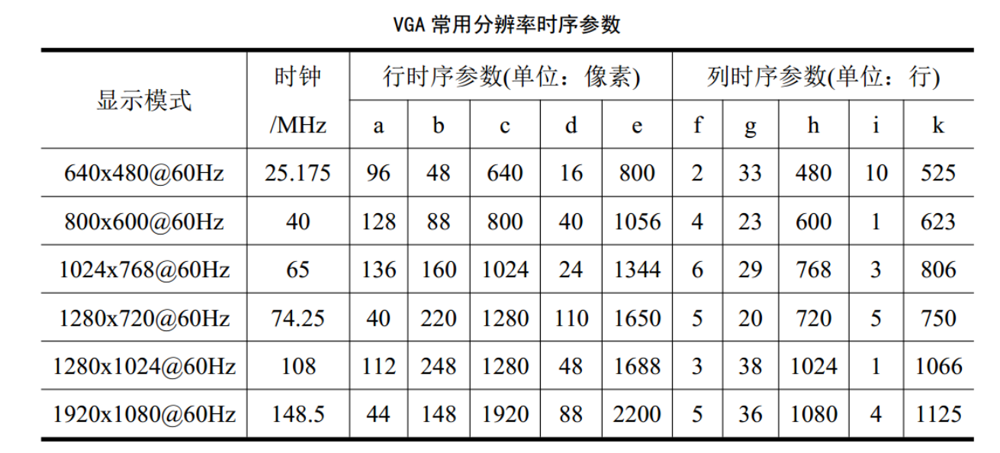 VGA 常用分辨率时序参数
显示模式 时钟 /MHz 行时序参数(单位：像素) 列时序参数(单位：行)
a b c d e f g h i k
640x480@60Hz 25.175 96 48 640 16 800 2 33 480 10 525
800x600@60Hz 40 128 88 800 40 1056 4 23 600 1 623
1024x768@60Hz 65 136 160 1024 24 1344 6 29 768 3 806
1280x720@60Hz 74.25 40 220 1280 110 1650 5 20 720 5 750
1280x1024@60Hz 108 112 248 1280 48 1688 3 38 1024 1 1066
1920x1080@60Hz 148.5 44 148 1920 88 2200 5 36 1080 4 1125